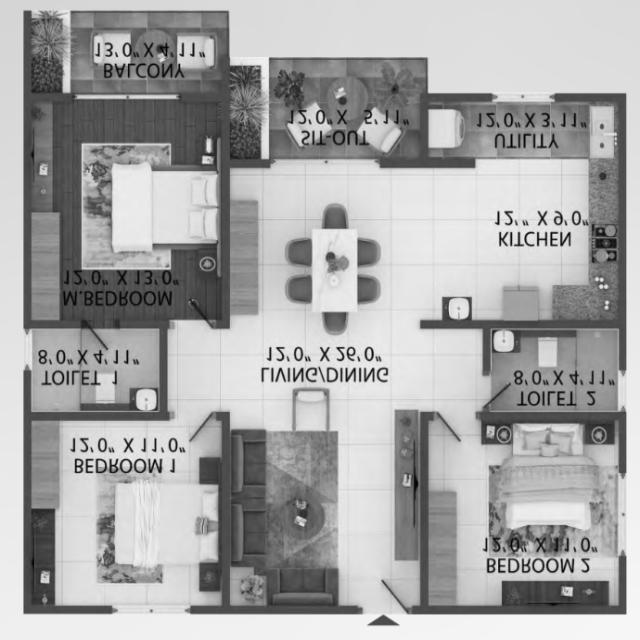 BEDROOM 2
12'0" X 11'0"
BEDROOM 1
12'0" X 11'0"
TOILET 2
8'0" X 4'11"
LIVING/DINING
12'0" X 26'0"
TOILET 1
8'0" X 4'11"
M.BEDROOM
12'0" X 13'0"
KITCHEN
12'" X 9'0"
UTILITY
12'0" X 3'11"
SIT-OUT
12'0" X 5'11"
BALCONY
13'0" X 4'11"